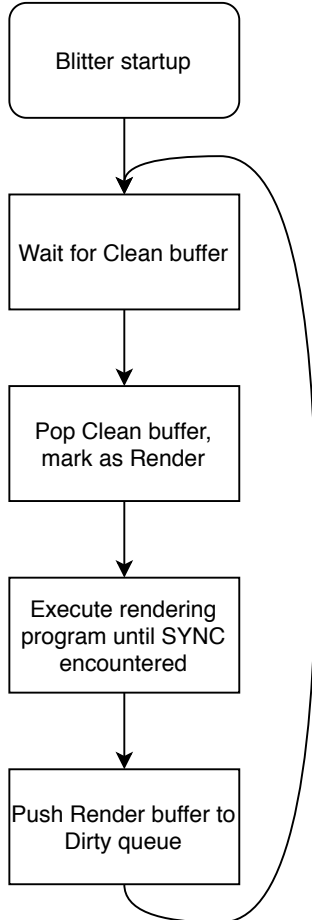 Blitter startup
Wait for Clean buffer
Pop Clean buffer,
mark as Render
Execute rendering
program until SYNC
encountered
Push Render buffer to
Dirty queue